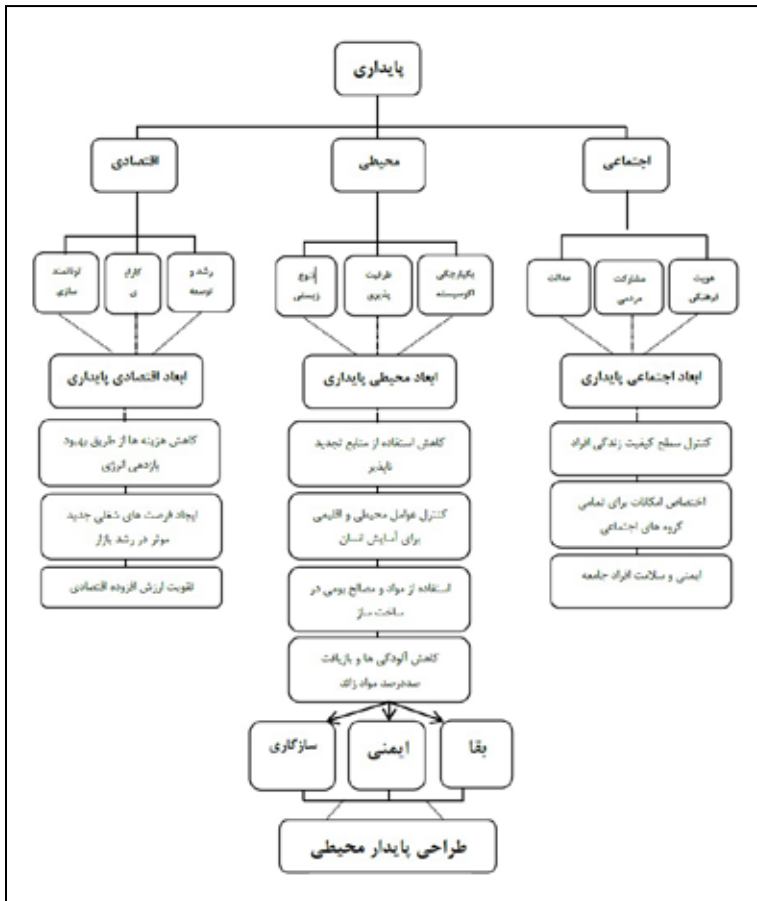 پایداری
اجتماعی
محیطی
اقتصادی
هویت
فرهنگی
مشارکت
مردمی
عدالت
یکپارچگی
اکوسیستم
ظرفیت
پذیری
تنوع
زیستی
رشد و
توسعه
کارای
ی
توانمند
سازی
ابعاد اجتماعی پایداری
ابعاد محیطی پایداری
ابعاد اقتصادی پایداری
کنترل سطح کیفیت زندگی افراد
اختصاص امکانات برای تمامی
گروه های اجتماعی
ایمنی و سلامت افراد جامعه
کاهش استفاده از منابع تجدید
ناپذیر
کنترل عوامل محیطی و اقلیمی
برای آسایش انسان
استفاده از مواد و مصالح بومی در
ساخت ساز
کاهش آلودگی ها و بازیافت
صددرصد مواد زائد
کاهش هزینه ها از طریق بهبود
بازدهی انرژی
ایجاد فرصت های شغلی جدید
موثر در رشد بازار
تقویت ارزش افزوده اقتصادی
بقا
ایمنی
سازگاری
طراحی پایدار محیطی